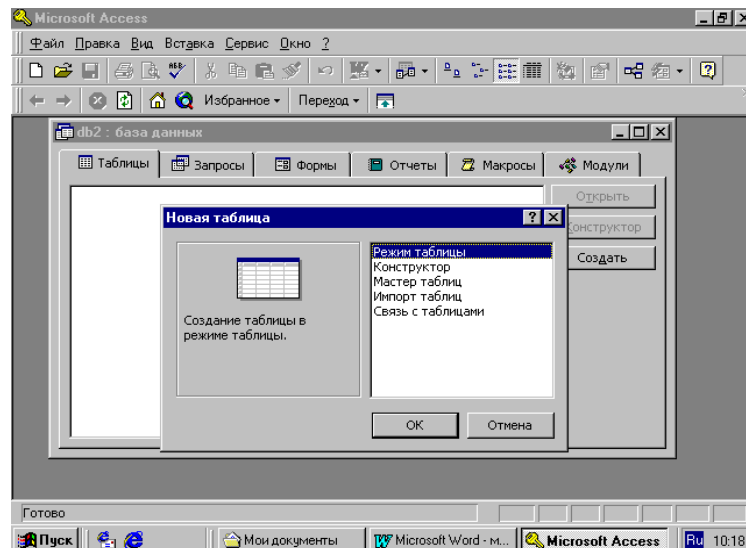 Microsoft Access
Файл Правка Вид Вставка Сервис Окно ?
Избранное Переход
db2 : база данных
Таблицы Запросы Формы Отчеты Макросы Модули
Открыть
Конструктор
Создать
Новая таблица
Режим таблицы
Конструктор
Мастер таблиц
Импорт таблиц
Связь с таблицами
Создание таблицы в
режиме таблицы.
ОК Отмена
Готово
Пуск Мои документы Microsoft Word - м... Microsoft Access Ru 10:18